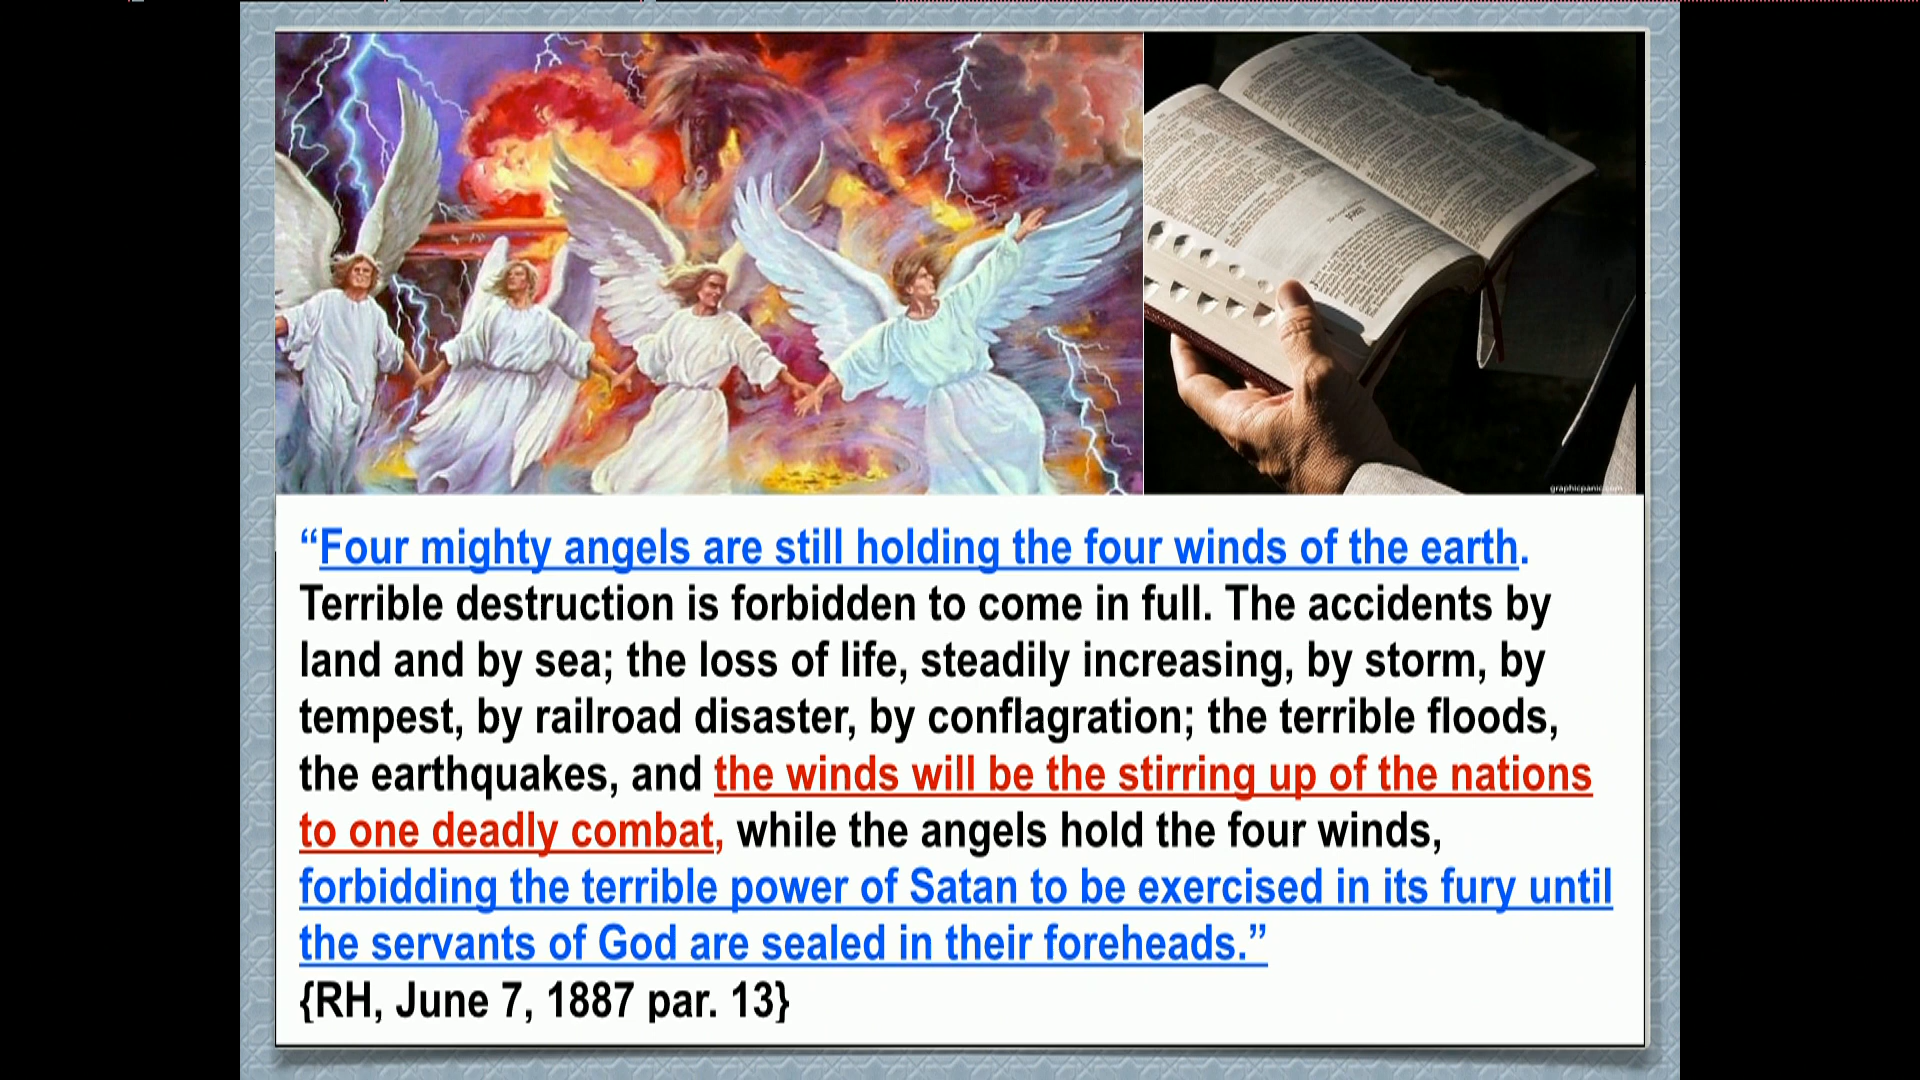 graphicpanic.com
“Four mighty angels are still holding the four winds of the earth.
Terrible destruction is forbidden to come in full. The accidents by
land and by sea; the loss of life, steadily increasing, by storm, by
tempest, by railroad disaster, by conflagration; the terrible floods,
the earthquakes, and the winds will be the stirring up of the nations
to one deadly combat, while the angels hold the four winds,
forbidding the terrible power of Satan to be exercised in its fury until
the servants of God are sealed in their foreheads.”
{RH, June 7, 1887 par. 13}